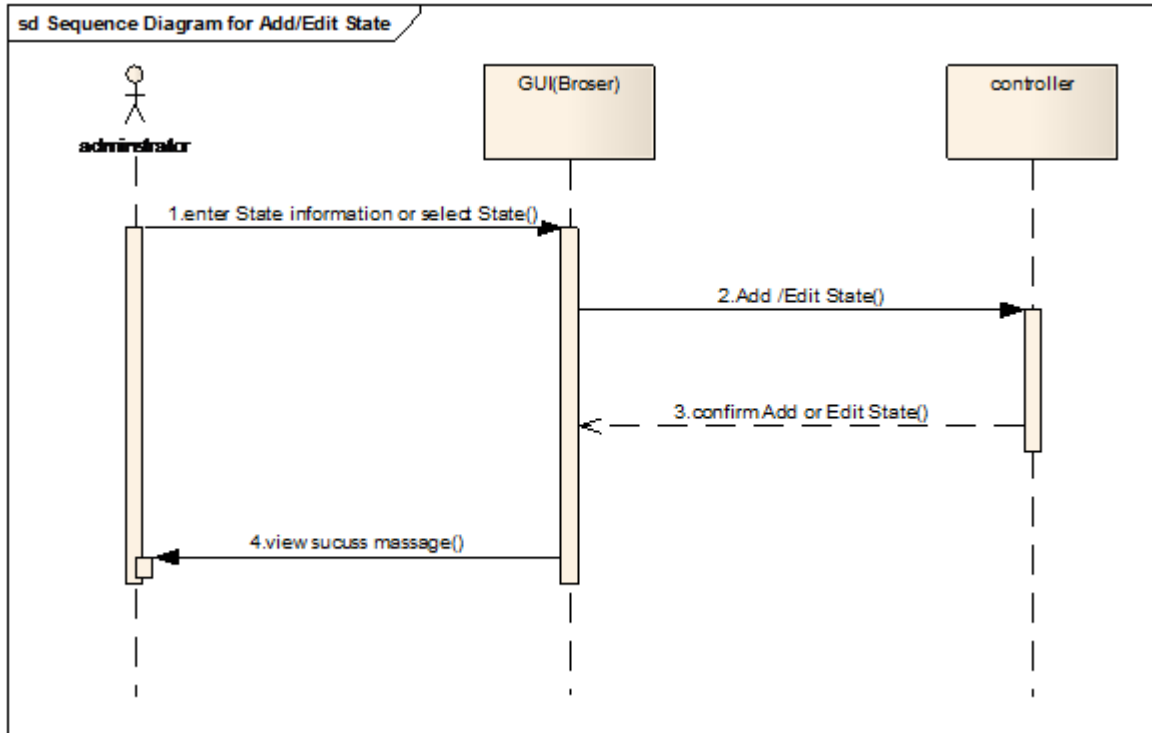 sd Sequence Diagram for Add/Edit State
GUI(Broser)
controller
adminstrator
1.enter State information or select State()
2.Add /Edit State()
3.confirm Add or Edit State()
4.view sucuss massage()